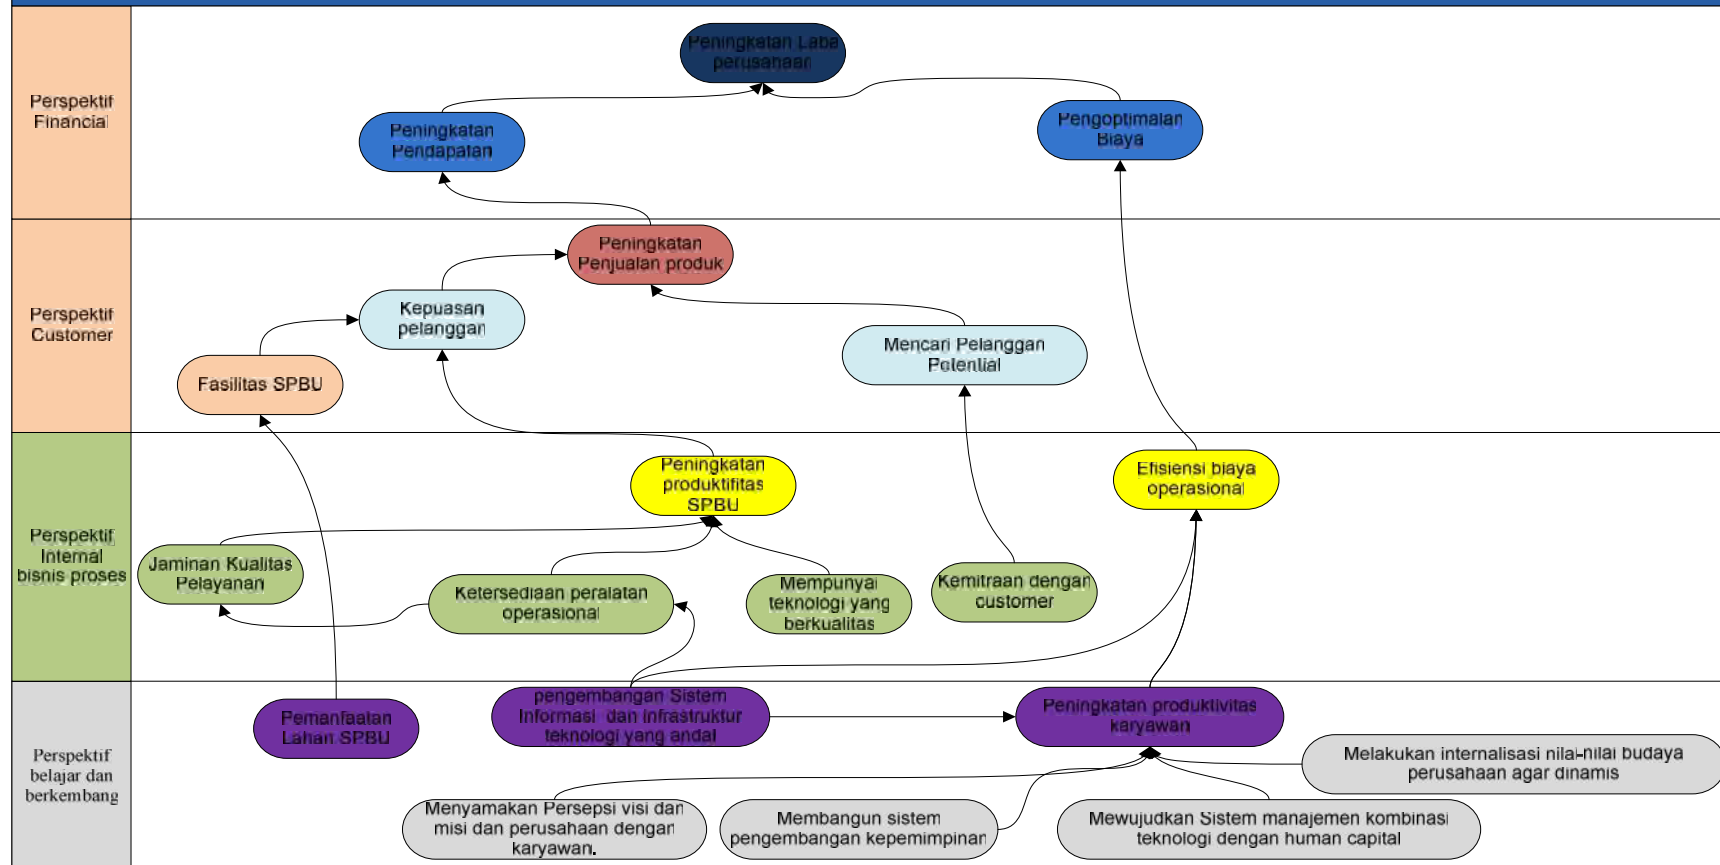 Perspektif
Financial
Peningkatan Laba
perusahaan
Peningkatan
Pendapatan
Pengoptimalan
Biaya
Perspektif
Customer
Peningkatan
Penjualan produk
Kepuasan
pelanggan
Mencari Pelanggan
Potential
Fasilitas SPBU
Perspektif
Internal
bisnis proses
Peningkatan
produktifitas
SPBU
Efisiensi biaya
operasional
Jaminan Kualitas
Pelayanan
Ketersediaan peralatan
operasional
Mempunyai
teknologi yang
berkualitas
Kemitraan dengan
customer
Perspektif
belajar dan
berkembang
Pemanfaatan
Lahan SPBU
pengembangan Sistem
Informasi dan infrastruktur
teknologi yang andal
Peningkatan produktivitas
karyawan
Melakukan internalisasi nilai-nilai budaya
perusahaan agar dinamis
Menyamakan Persepsi visi dan
misi dan perusahaan dengan
karyawan.
Membangun sistem
pengembangan kepemimpinan
Mewujudkan Sistem manajemen kombinasi
teknologi dengan human capital